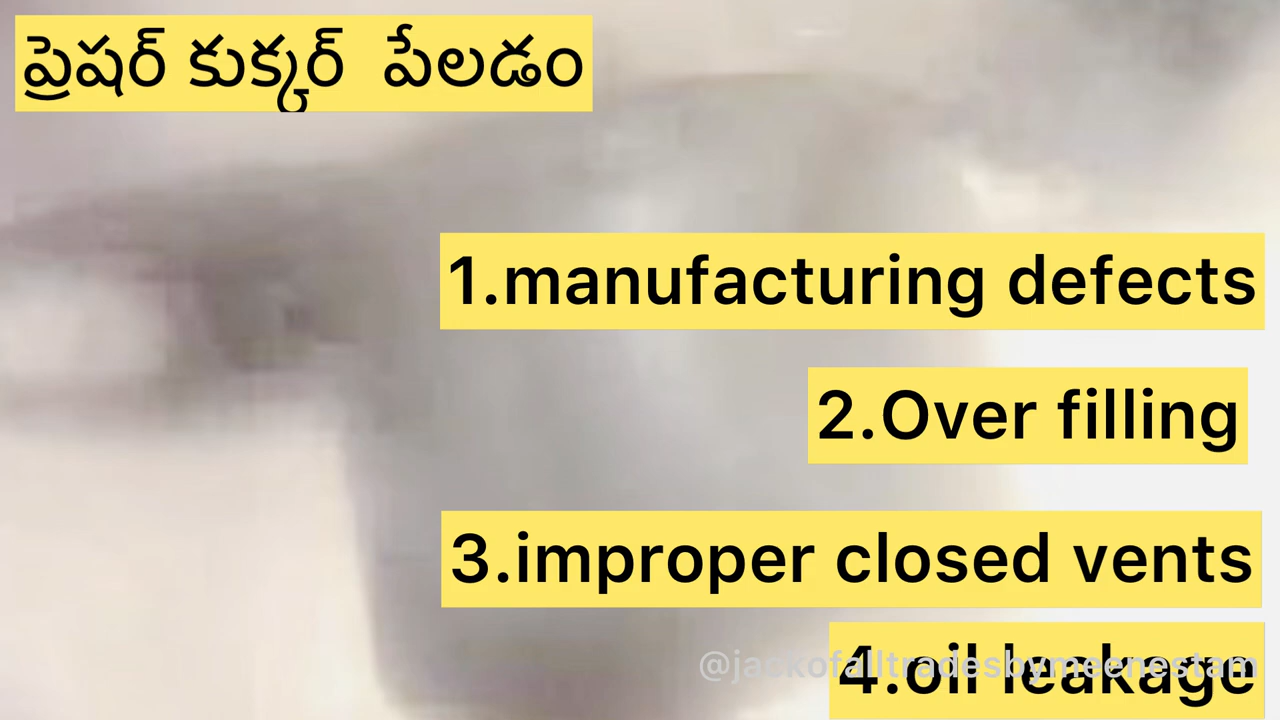 ప్రెషర్ కుక్కర్ పేలడం
1.manufacturing defects
2.Over filling
3.improper closed vents
4.oil leakage
@jackofalltradesbymeenestam